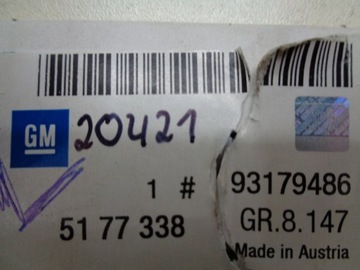 GM 20421
1 # 93179486
51 77 338 GR.8.147
Made in Austria